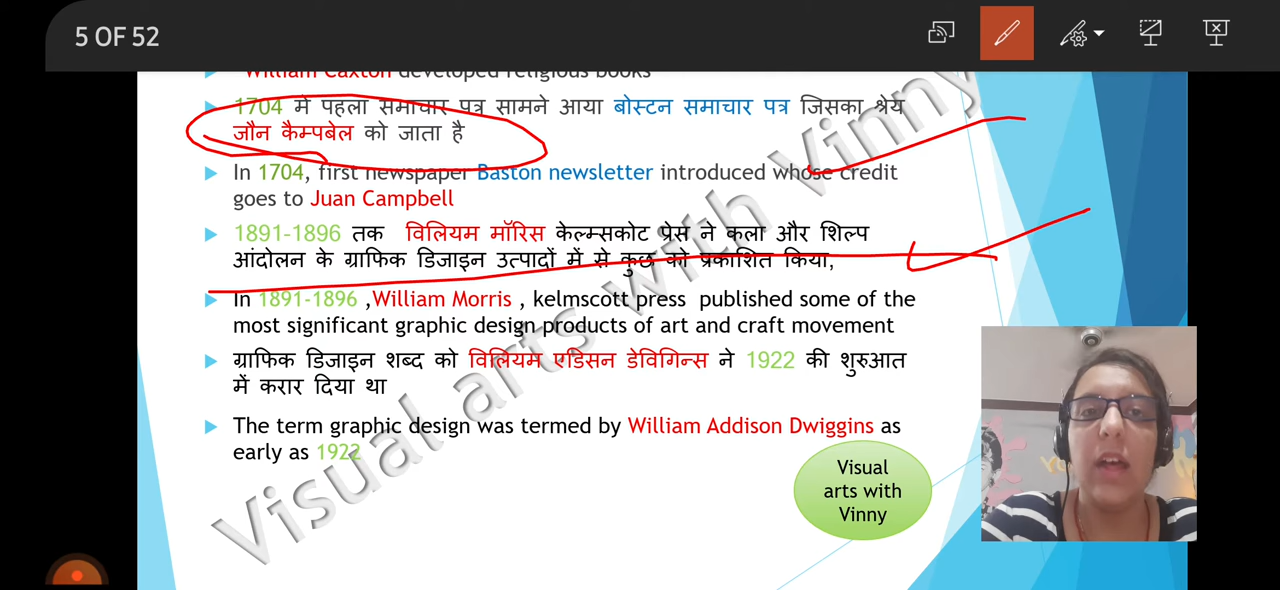 5 OF 52
William Caxton developed religious books
1704 मे पहला समाचार पत्र सामने आया बोस्टन समाचार पत्र जिसका श्रेय
जौन कैम्पबेल को जाता है
In 1704, first newspaper Baston newsletter introduced whose credit
goes to Juan Campbell
1891-1896 तक विलियम मॉरिस केल्म्सकोट प्रेस ने कला और शिल्प
आंदोलन के ग्राफिक डिजाइन उत्पादों में से कुछ को प्रकाशित किया,
In 1891-1896 ,William Morris , kelmscott press published some of the
most significant graphic design products of art and craft movement
ग्राफिक डिजाइन शब्द को विलियम एडिसन डेविगिन्स ने 1922 की शुरुआत
में करार दिया था
The term graphic design was termed by William Addison Dwiggins as
early as 1922
Visual arts with Vinny
Visual
arts with
Vinny